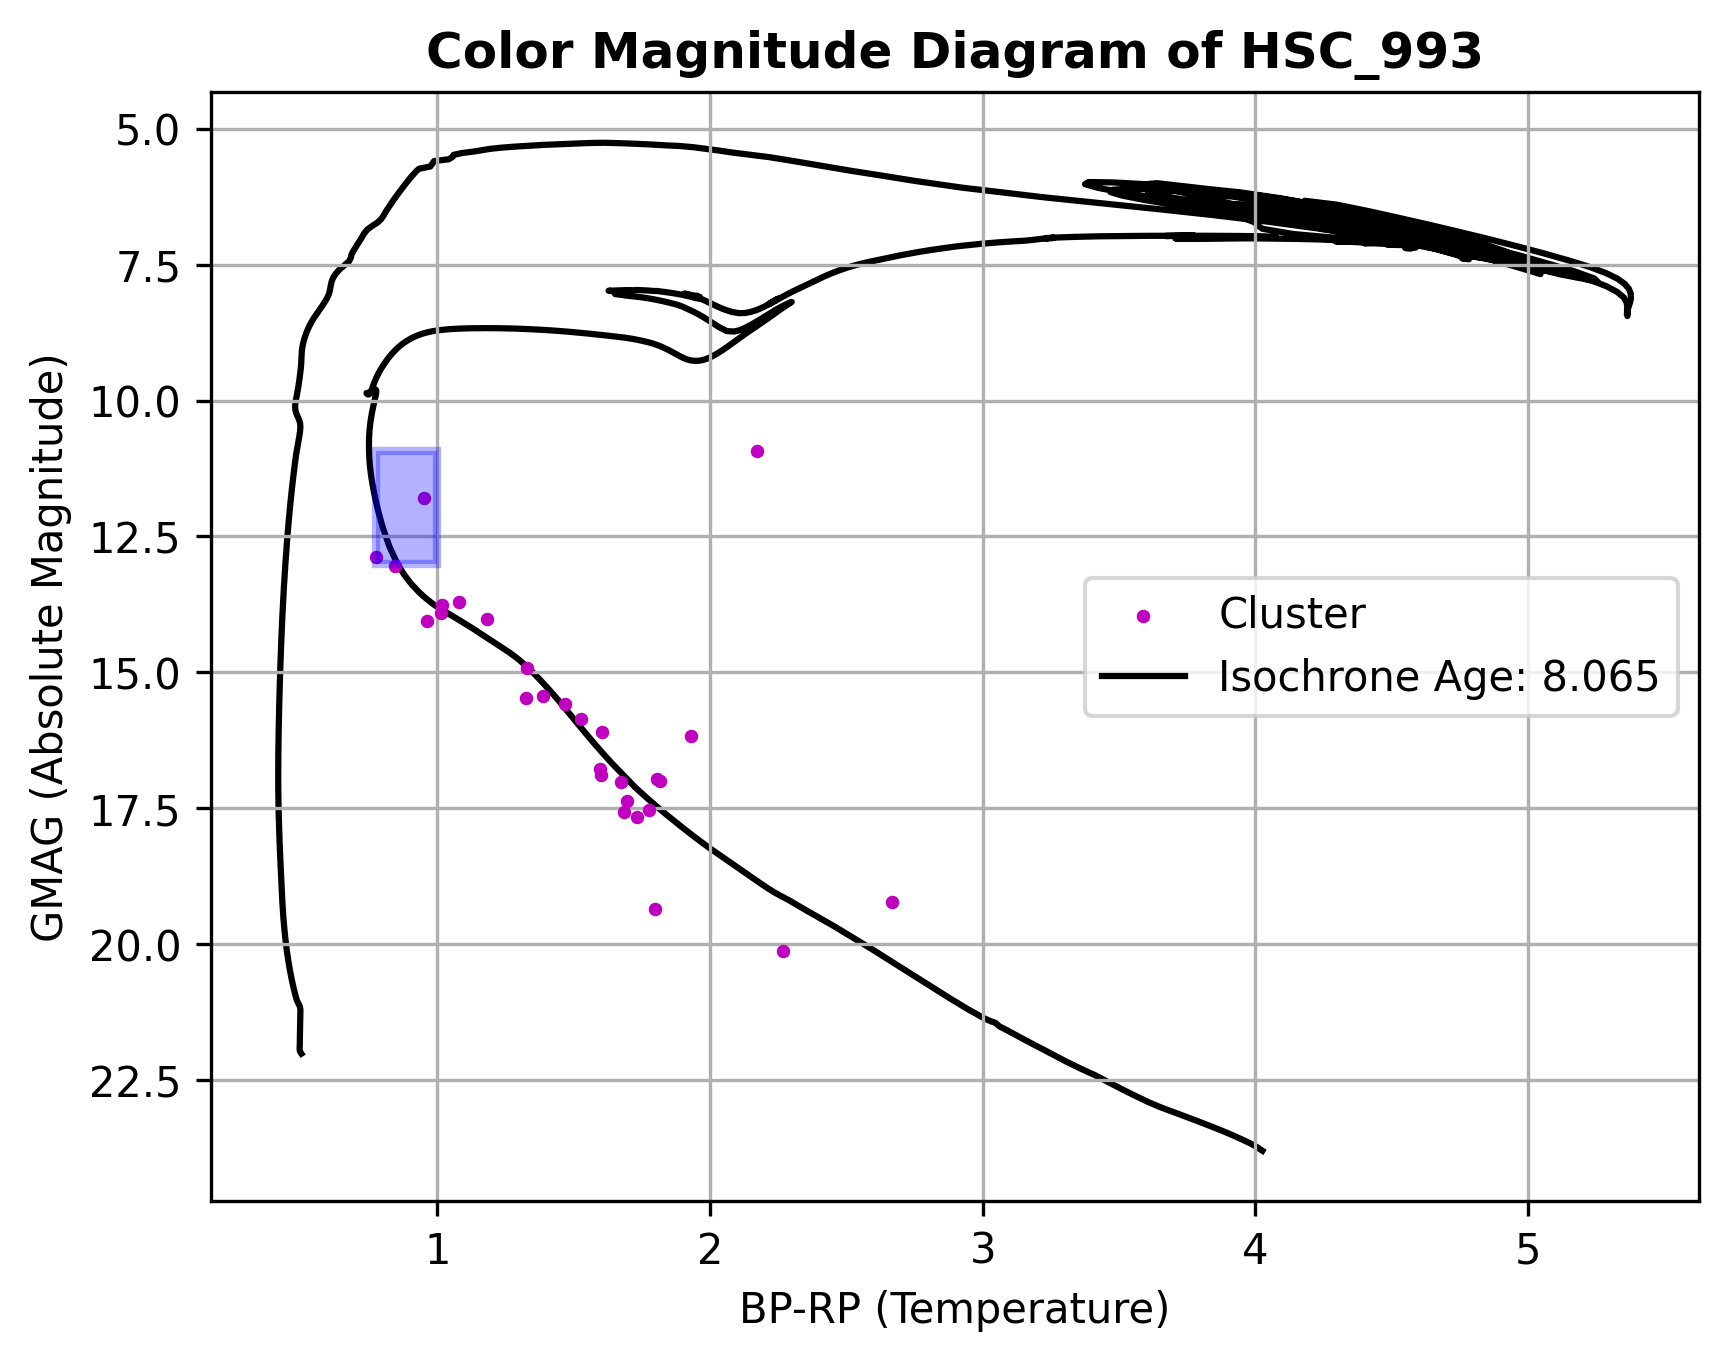 Color Magnitude Diagram of HSC_993
5.0
7.5
10.0
12.5
15.0
17.5
20.0
22.5
GMAG (Absolute Magnitude)
Cluster
Isochrone Age: 8.065
1
2
3
4
5
BP-RP (Temperature)